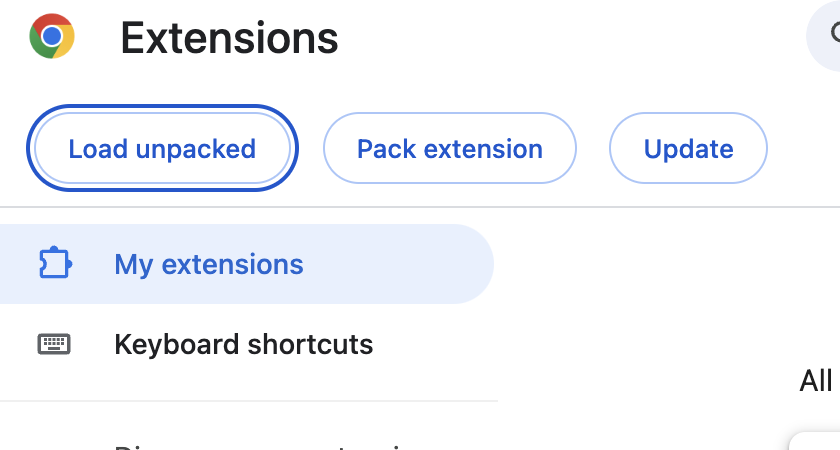 Extensions
Load unpacked
Pack extension
Update
My extensions
Keyboard shortcuts
All